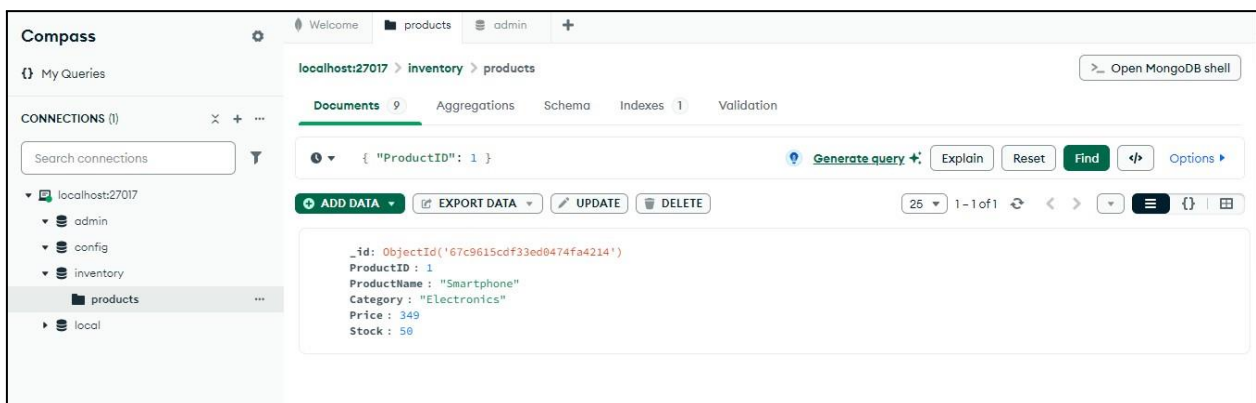 Compass
{} My Queries
CONNECTIONS (1)
Search connections
localhost:27017
admin
config
inventory
products
local
Welcome products admin
localhost:27017 > inventory > products
>_ Open MongoDB shell
Documents 9 Aggregations Schema Indexes 1 Validation
{ "ProductID": 1 } Generate query Explain Reset Find </> Options
ADD DATA EXPORT DATA UPDATE DELETE 25 1-1 of 1 {}
_id: ObjectId('67c9615cdf33ed0474fa4214')
ProductID : 1
ProductName : "Smartphone"
Category : "Electronics"
Price : 349
Stock : 50